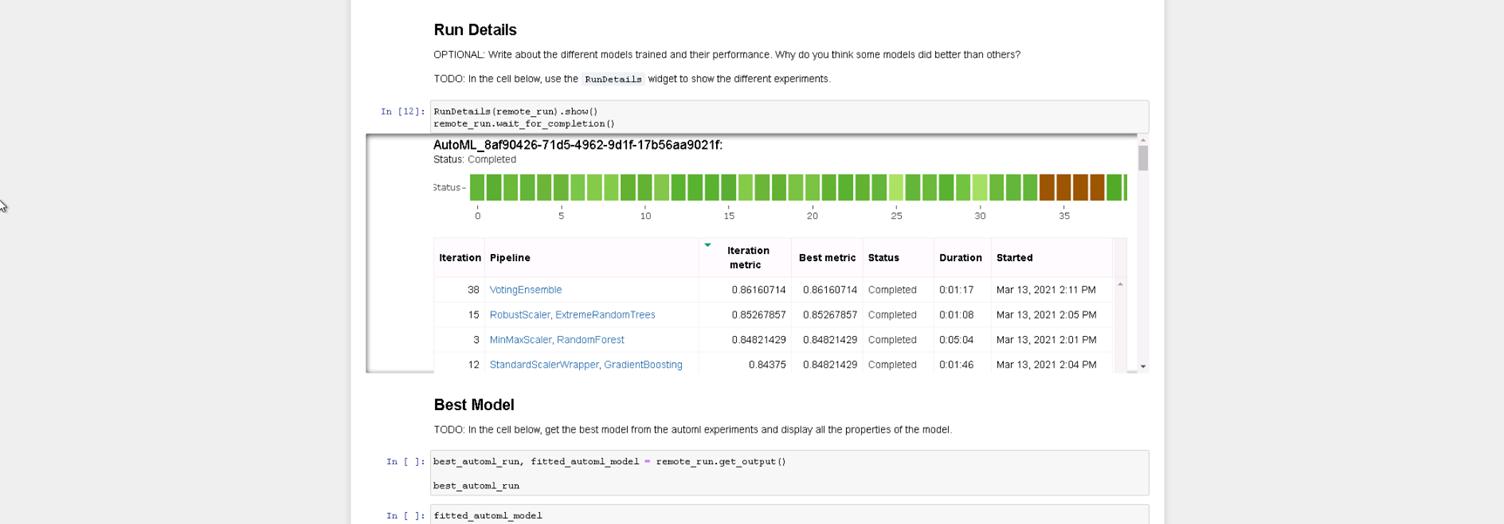 Run Details
OPTIONAL: Write about the different models trained and their performance. Why do you think some models did better than others?
TODO: In the cell below, use the RunDetails widget to show the different experiments.
In [12]: RunDetails(remote_run).show()
remote_run.wait_for_completion()
AutoML_8af90426-71d5-4962-9d1f-17b56aa9021f:
Status: Completed
Status-
0 5 10 15 20 25 30 35
Iteration Pipeline Iteration metric Best metric Status Duration Started
38 VotingEnsemble 0.86160714 0.86160714 Completed 0:01:17 Mar 13, 2021 2:11 PM
15 RobustScaler, ExtremeRandomTrees 0.85267857 0.85267857 Completed 0:01:08 Mar 13, 2021 2:05 PM
3 MinMaxScaler, RandomForest 0.84821429 0.84821429 Completed 0:05:04 Mar 13, 2021 2:01 PM
12 StandardScalerWrapper, GradientBoosting 0.84375 0.84821429 Completed 0:01:46 Mar 13, 2021 2:04 PM
Best Model
TODO: In the cell below, get the best model from the automl experiments and display all the properties of the model.
In [ ]: best_automl_run, fitted_automl_model = remote_run.get_output()
best_automl_run
In [ ]: fitted_automl_model